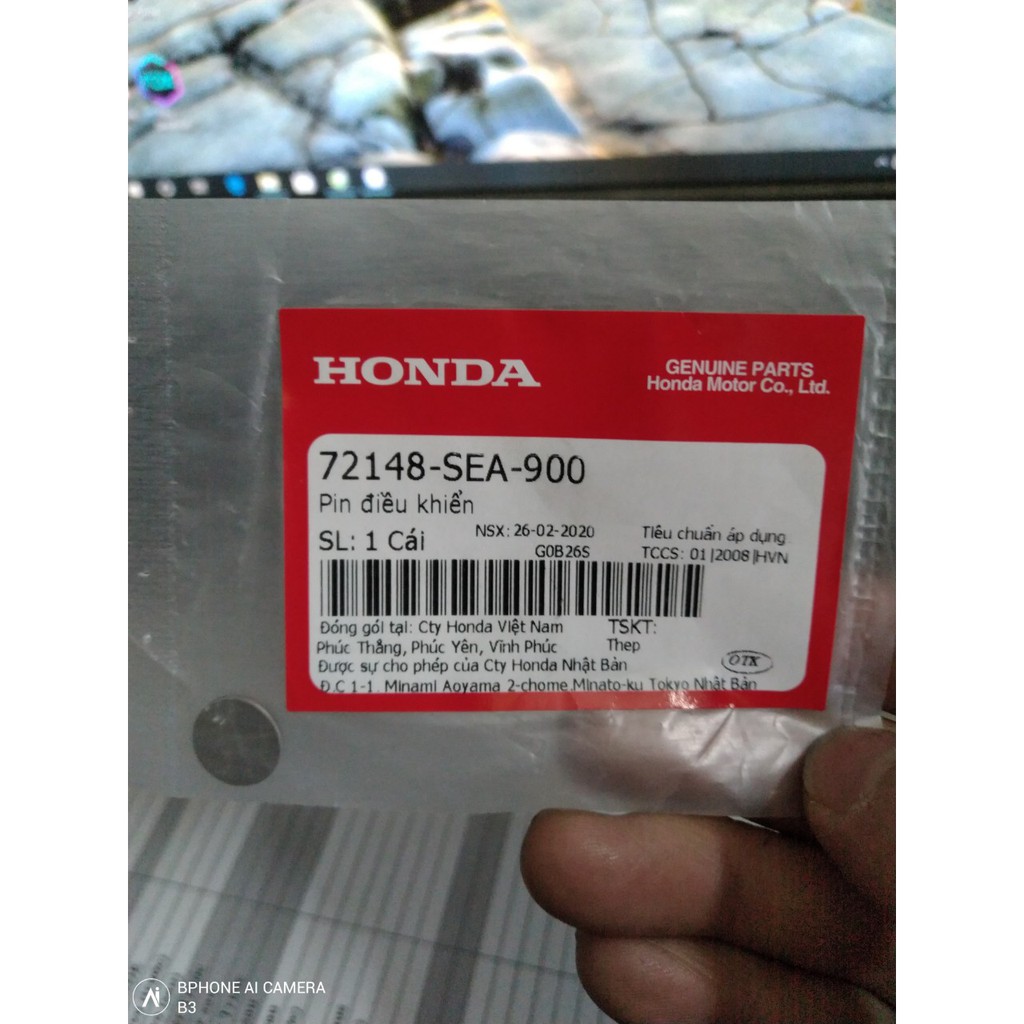 HONDA
GENUINE PARTS
Honda Motor Co., Ltd.
72148-SEA-900
Pin điều khiển
SL: 1 Cái
NSX: 26-02-2020
G0B26S
Tiêu chuẩn áp dụng
TCCS: 01|2008|HVN
Đóng gói tại: Cty Honda Việt Nam
Phúc Thắng, Phúc Yên, Vĩnh Phúc
Được sự cho phép của Cty Honda Nhật Bản
Đ.C 1-1, Minami Aoyama 2-chome,Minato-ku Tokyo Nhật Bản
TSKT:
Thep
OTK
BPHONE AI CAMERA
B3